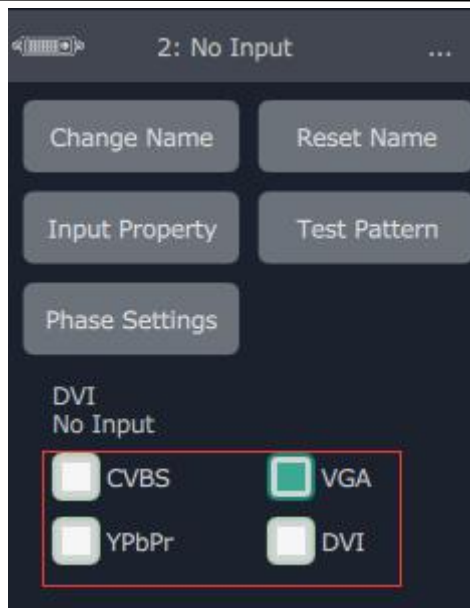 2: No Input ...
Change Name Reset Name
Input Property Test Pattern
Phase Settings
DVI
No Input
CVBS VGA
YPbPr DVI